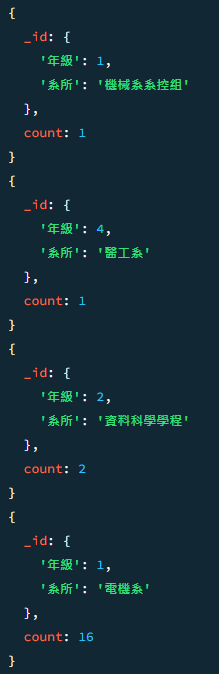 {
  _id: {
    '年級': 1,
    '系所': '機械系系控組'
  },
  count: 1
}
{
  _id: {
    '年級': 4,
    '系所': '醫工系'
  },
  count: 1
}
{
  _id: {
    '年級': 2,
    '系所': '資料科學學程'
  },
  count: 2
}
{
  _id: {
    '年級': 1,
    '系所': '電機系'
  },
  count: 16
}